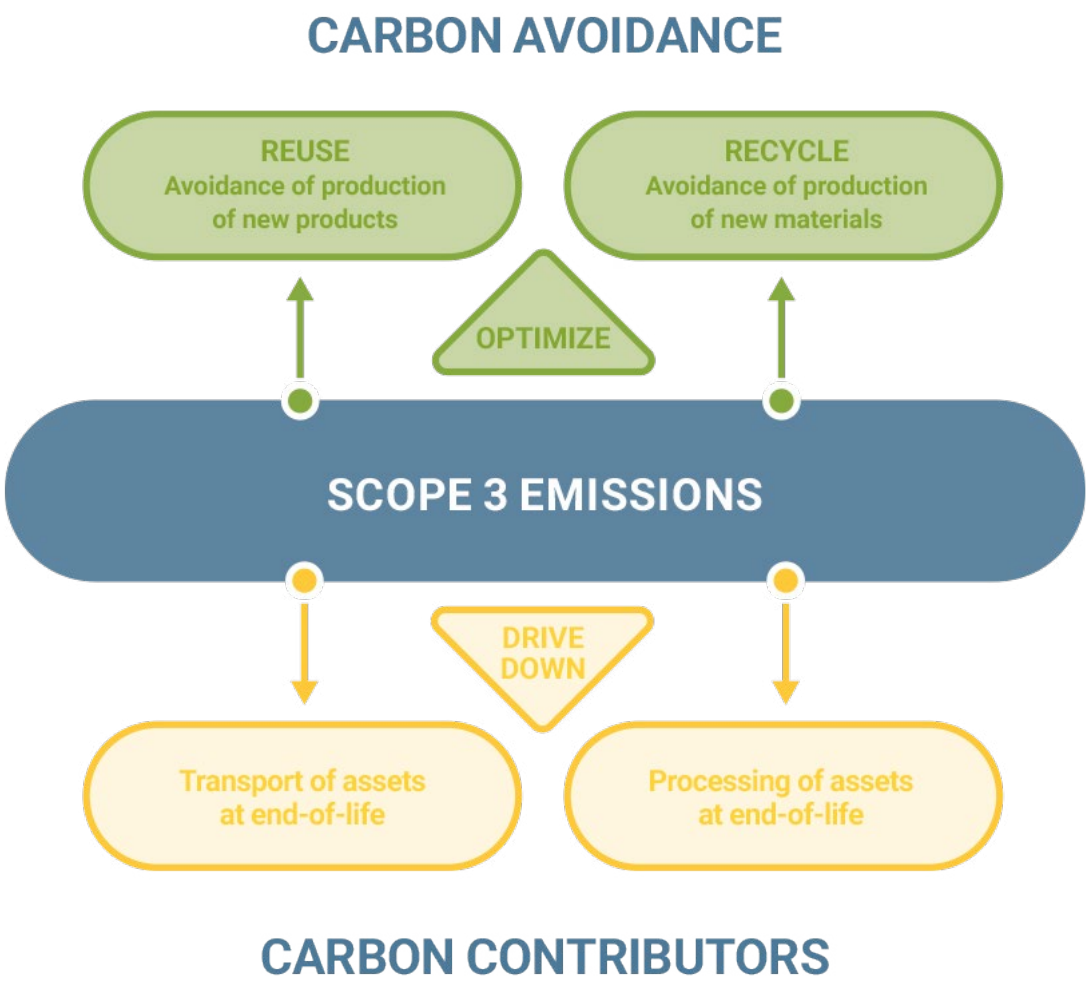 CARBON AVOIDANCE
REUSE
Avoidance of production
of new products
RECYCLE
Avoidance of production
of new materials
OPTIMIZE
SCOPE 3 EMISSIONS
DRIVE
DOWN
Transport of assets
at end-of-life
Processing of assets
at end-of-life
CARBON CONTRIBUTORS